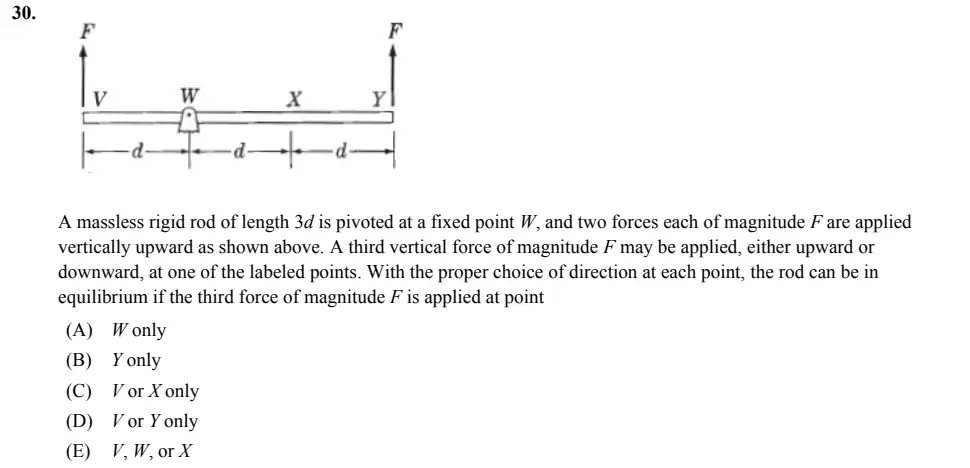 30.
F F
V W X Y
d d d
A massless rigid rod of length 3d is pivoted at a fixed point W, and two forces each of magnitude F are applied
vertically upward as shown above. A third vertical force of magnitude F may be applied, either upward or
downward, at one of the labeled points. With the proper choice of direction at each point, the rod can be in
equilibrium if the third force of magnitude F is applied at point
(A) W only
(B) Y only
(C) V or X only
(D) V or Y only
(E) V, W, or X